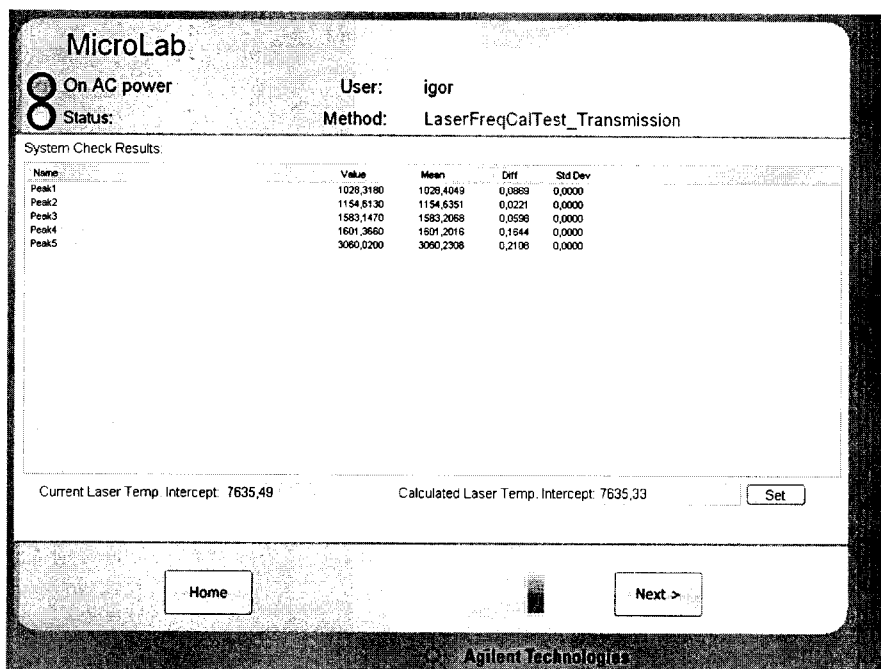 MicroLab
On AC power
User: igor
Status:
Method: LaserFreqCalTest_Transmission
System Check Results:
Name Value Mean Diff Std Dev
Peak1 1028,3180 1028,4049 0,0869 0,0000
Peak2 1154,6130 1154,6351 0,0221 0,0000
Peak3 1583,1470 1583,2068 0,0598 0,0000
Peak4 1601,3660 1601,2016 0,1644 0,0000
Peak5 3060,0200 3060,2308 0,2108 0,0000
Current Laser Temp. Intercept: 7635,49
Calculated Laser Temp. Intercept: 7635,33
Set
Home
Next >
Agilent Technologies